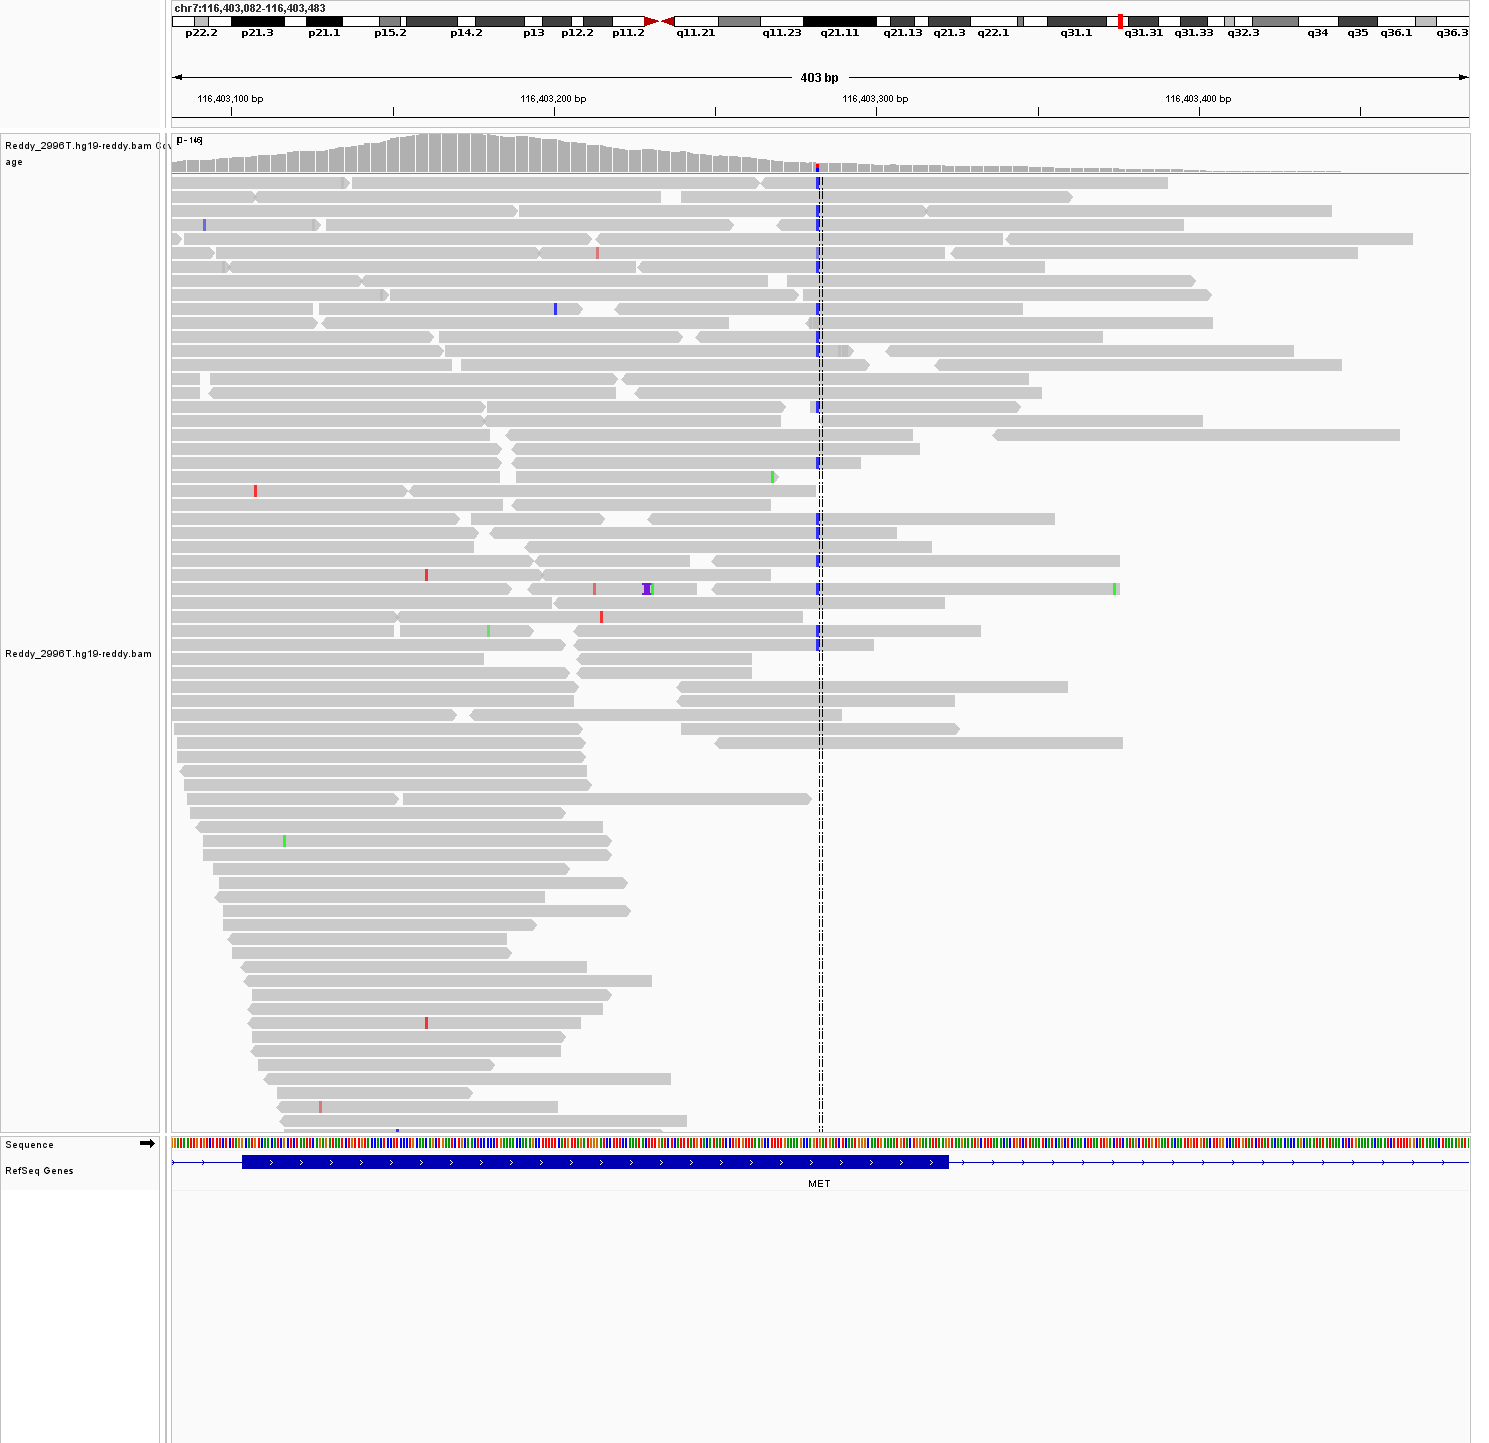 chr7:116,403,082-116,403,483
p22.2 p21.3 p21.1 p15.2 p14.2 p13 p12.2 p11.2 q11.21 q11.23 q21.11 q21.13 q21.3 q22.1 q31.1 q31.31 q31.33 q32.3 q34 q35 q36.1 q36.3
403 bp
116,403,100 bp 116,403,200 bp 116,403,300 bp 116,403,400 bp
Reddy_2996T.hg19-reddy.bam Cov
age
[0 - 146]
Reddy_2996T.hg19-reddy.bam
Sequence
RefSeq Genes
MET